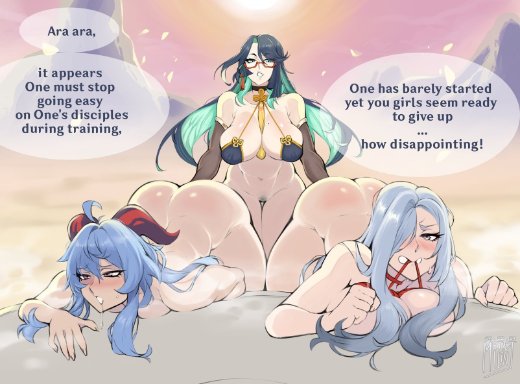 Ara ara,
it appears
One must stop
going easy
on One's disciples
during training,
One has barely started
yet you girls seem ready
to give up
...
how disappointing!